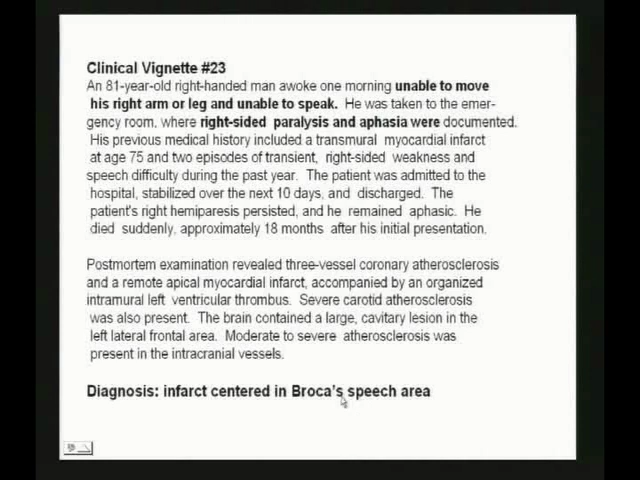 Clinical Vignette #23
An 81-year-old right-handed man awoke one morning unable to move
his right arm or leg and unable to speak. He was taken to the emer-
gency room, where right-sided paralysis and aphasia were documented.
His previous medical history included a transmural myocardial infarct
at age 75 and two episodes of transient, right-sided weakness and
speech difficulty during the past year. The patient was admitted to the
hospital, stabilized over the next 10 days, and discharged. The
patient's right hemiparesis persisted, and he remained aphasic. He
died suddenly, approximately 18 months after his initial presentation.
Postmortem examination revealed three-vessel coronary atherosclerosis
and a remote apical myocardial infarct, accompanied by an organized
intramural left ventricular thrombus. Severe carotid atherosclerosis
was also present. The brain contained a large, cavitary lesion in the
left lateral frontal area. Moderate to severe atherosclerosis was
present in the intracranial vessels.
Diagnosis: infarct centered in Broca's speech area